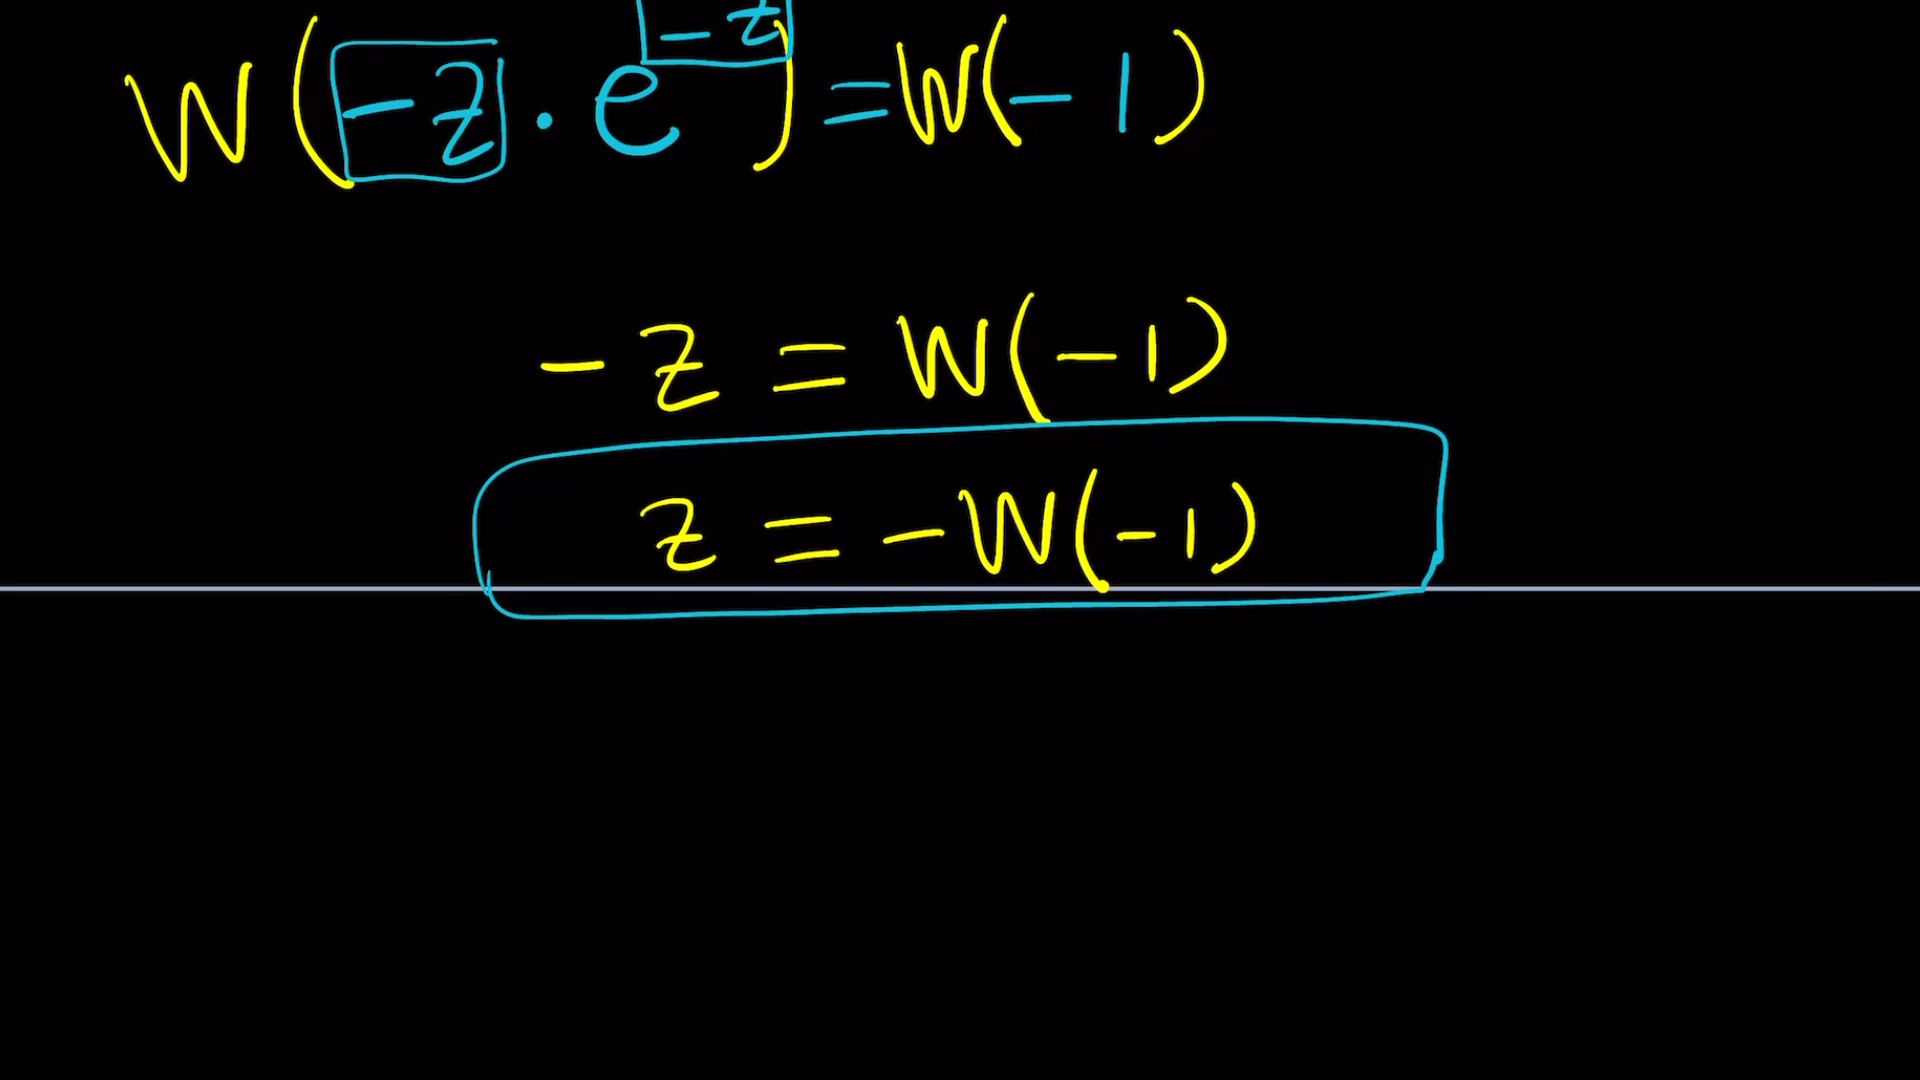 W(-z · e^{-z}) = W(-1)
-z = W(-1)
z = -W(-1)